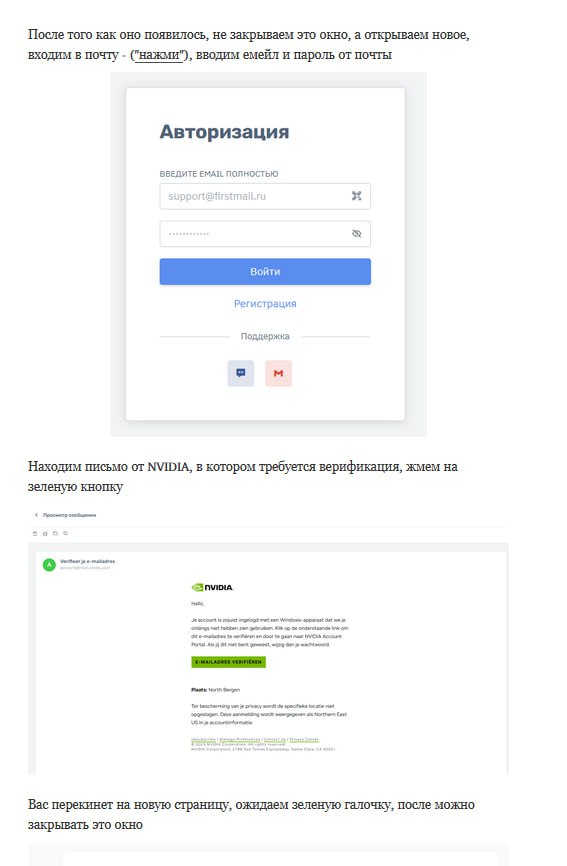 После того как оно появилось, не закрываем это окно, а открываем новое,
входим в почту - ("нажми"), вводим емейл и пароль от почты
Авторизация
ВВЕДИТЕ EMAIL ПОЛНОСТЬЮ
support@firstmail.ru
Войти
Регистрация
Поддержка
Находим письмо от NVIDIA, в котором требуется верификация, жмем на
зеленую кнопку
Просмотр сообщения
A
Verifieer je e-mailadres
account@tmail.nvidia.com
NVIDIA.
Hallo,
Je account is zojuist ingelogd met een Windows-apparaat dat we je
onlangs niet hebben zien gebruiken. Klik op de onderstaande link om
dit e-mailadres te verifiëren en door te gaan naar NVIDIA Account
Portal. Als jij dit niet bent geweest, wijzig dan je wachtwoord.
E-MAILADRES VERIFIËREN
Plaats: North Bergen
Ter bescherming van je privacy wordt de specifieke locatie niet
opgeslagen. Deze aanmelding wordt weergegeven als Northern East
US in je accountinformatie.
Unsubscribe | Manage Preferences | Contact Us | Privacy Center
NVIDIA Corporation. All rights reserved.
NVIDIA Corporation, 2788 San Tomas Expressway, Santa Clara, CA 95051.
Вас перекинет на новую страницу, ожидаем зеленую галочку, после можно
закрывать это окно